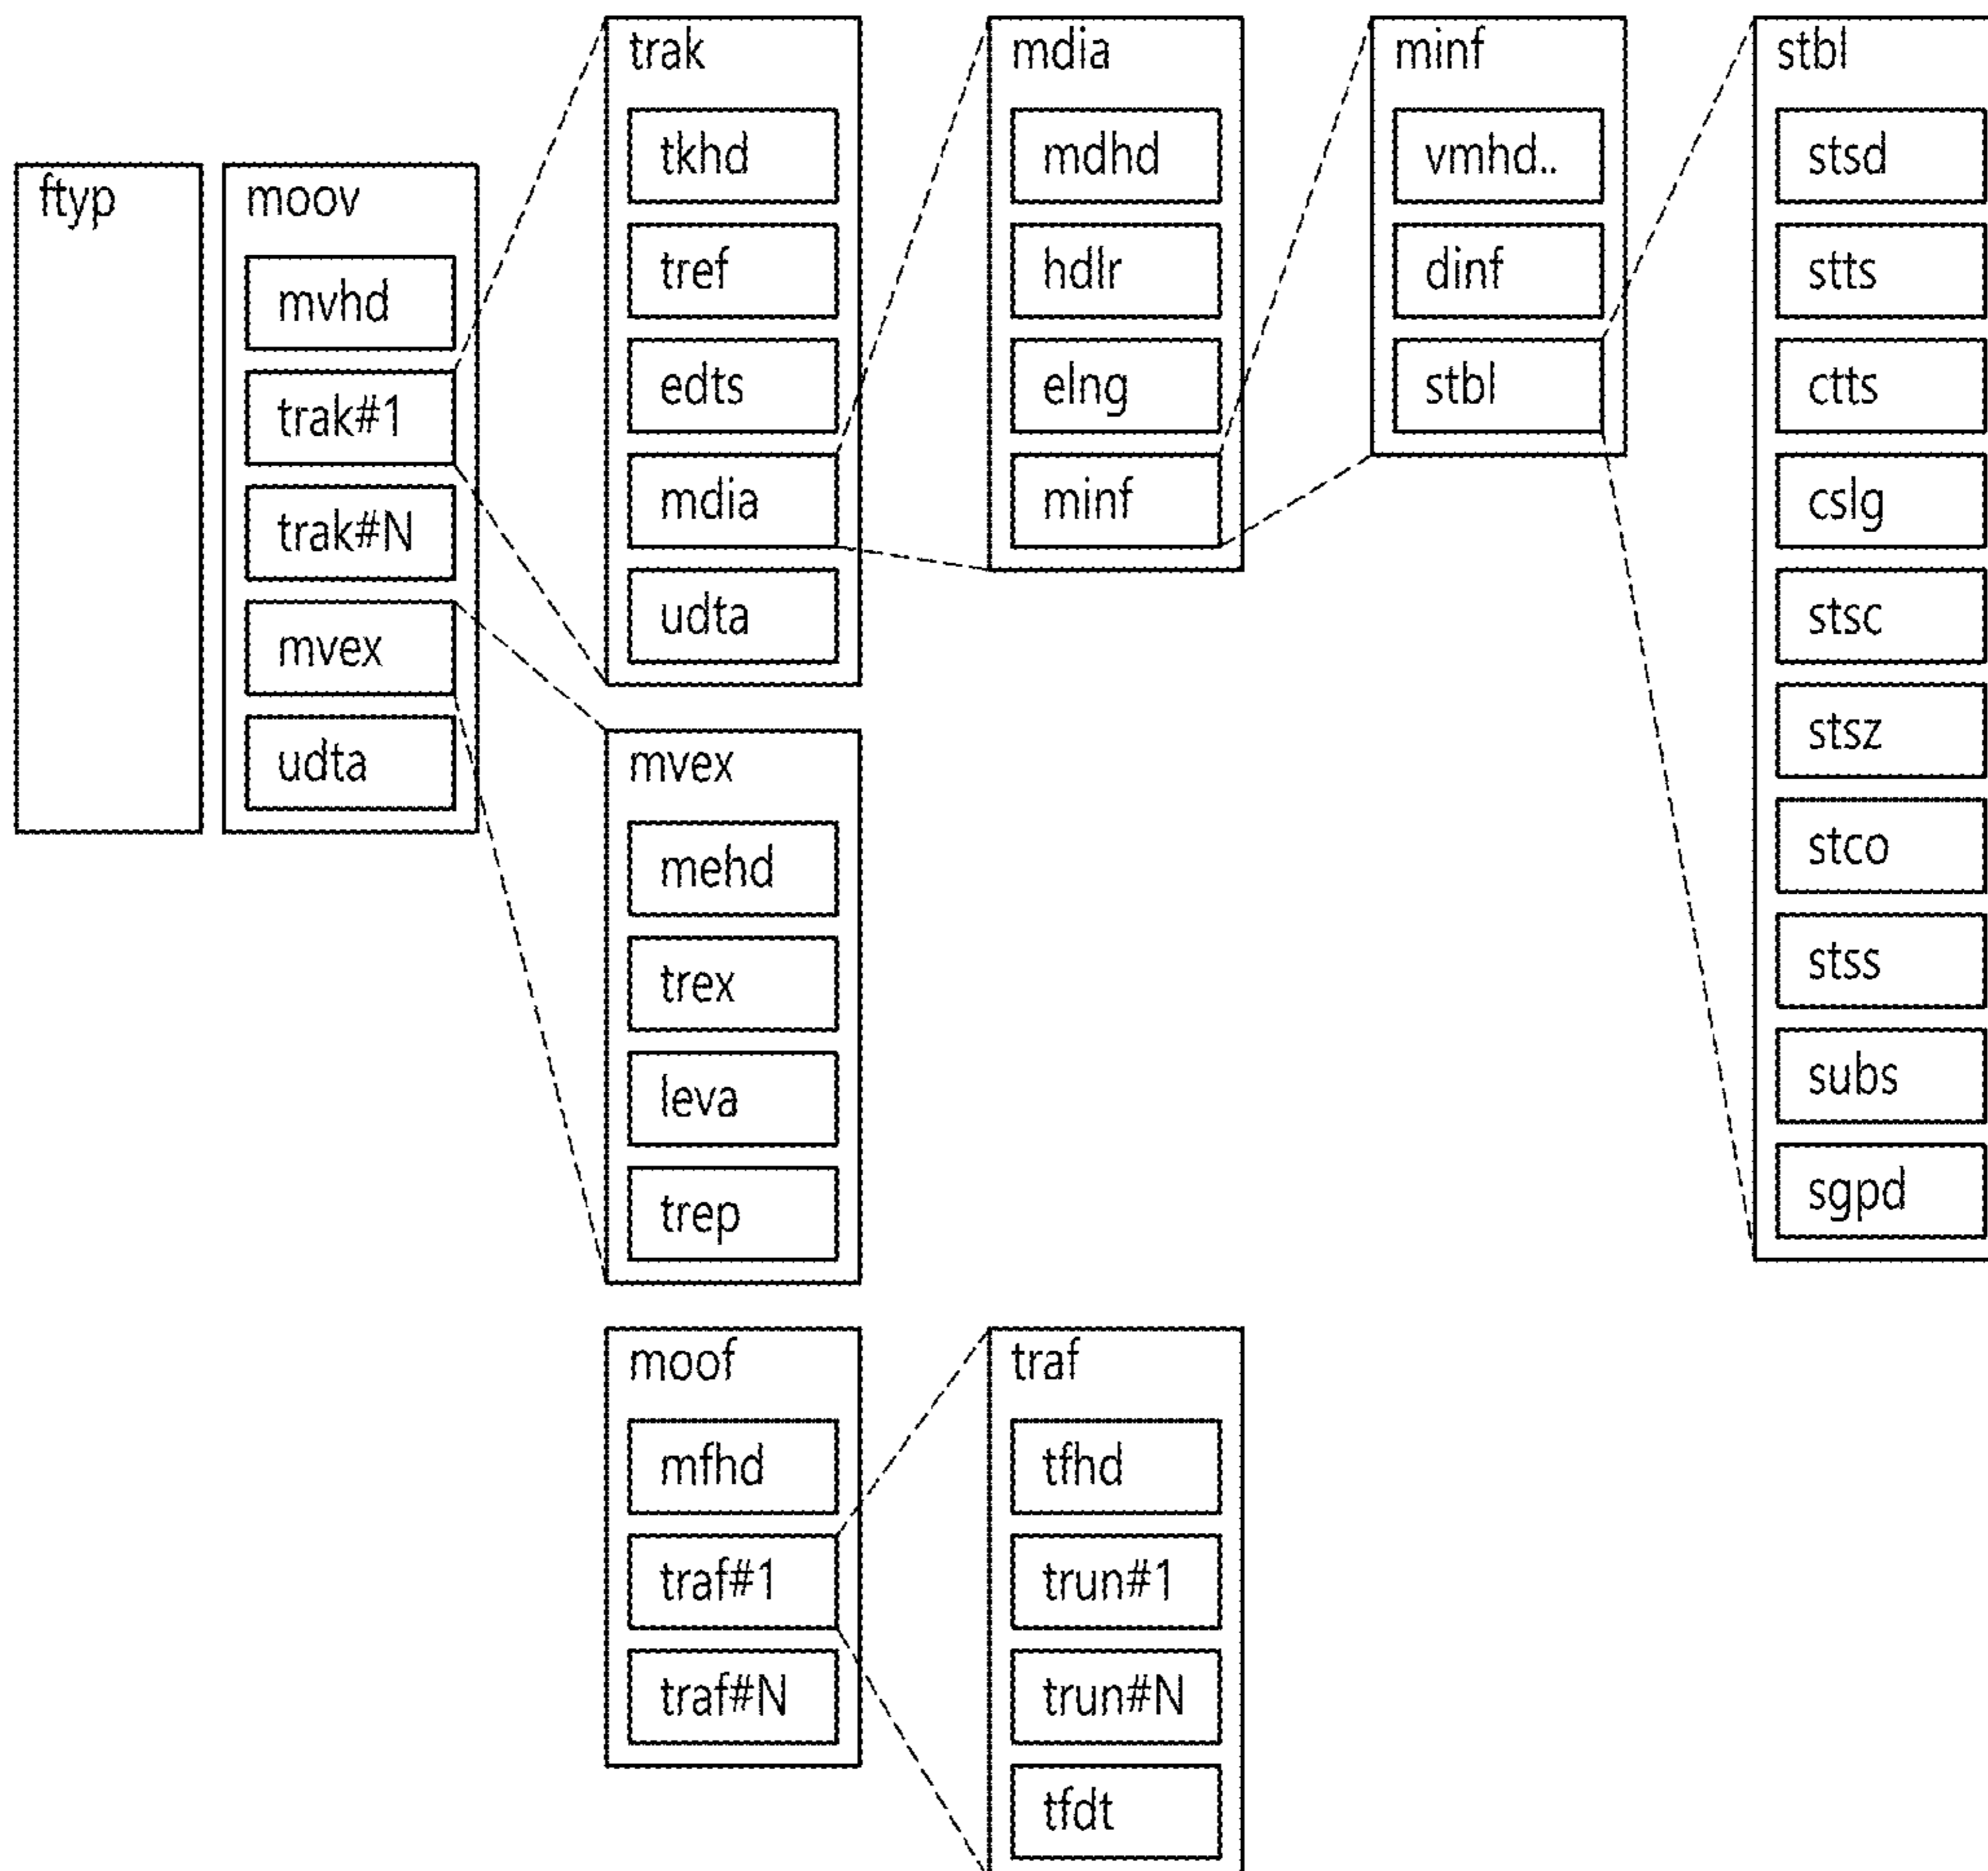 ftyp
moov
mvhd
trak#1
trak#N
mvex
udta
trak
tkhd
tref
edts
mdia
udta
mdia
mdhd
hdlr
elng
minf
minf
vmhd..
dinf
stbl
stbl
stsd
stts
ctts
cslg
stsc
stsz
stco
stss
subs
sgpd
mvex
mehd
trex
leva
trep
moof
mfhd
traf#1
traf#N
traf
tfhd
trun#1
trun#N
tfdt